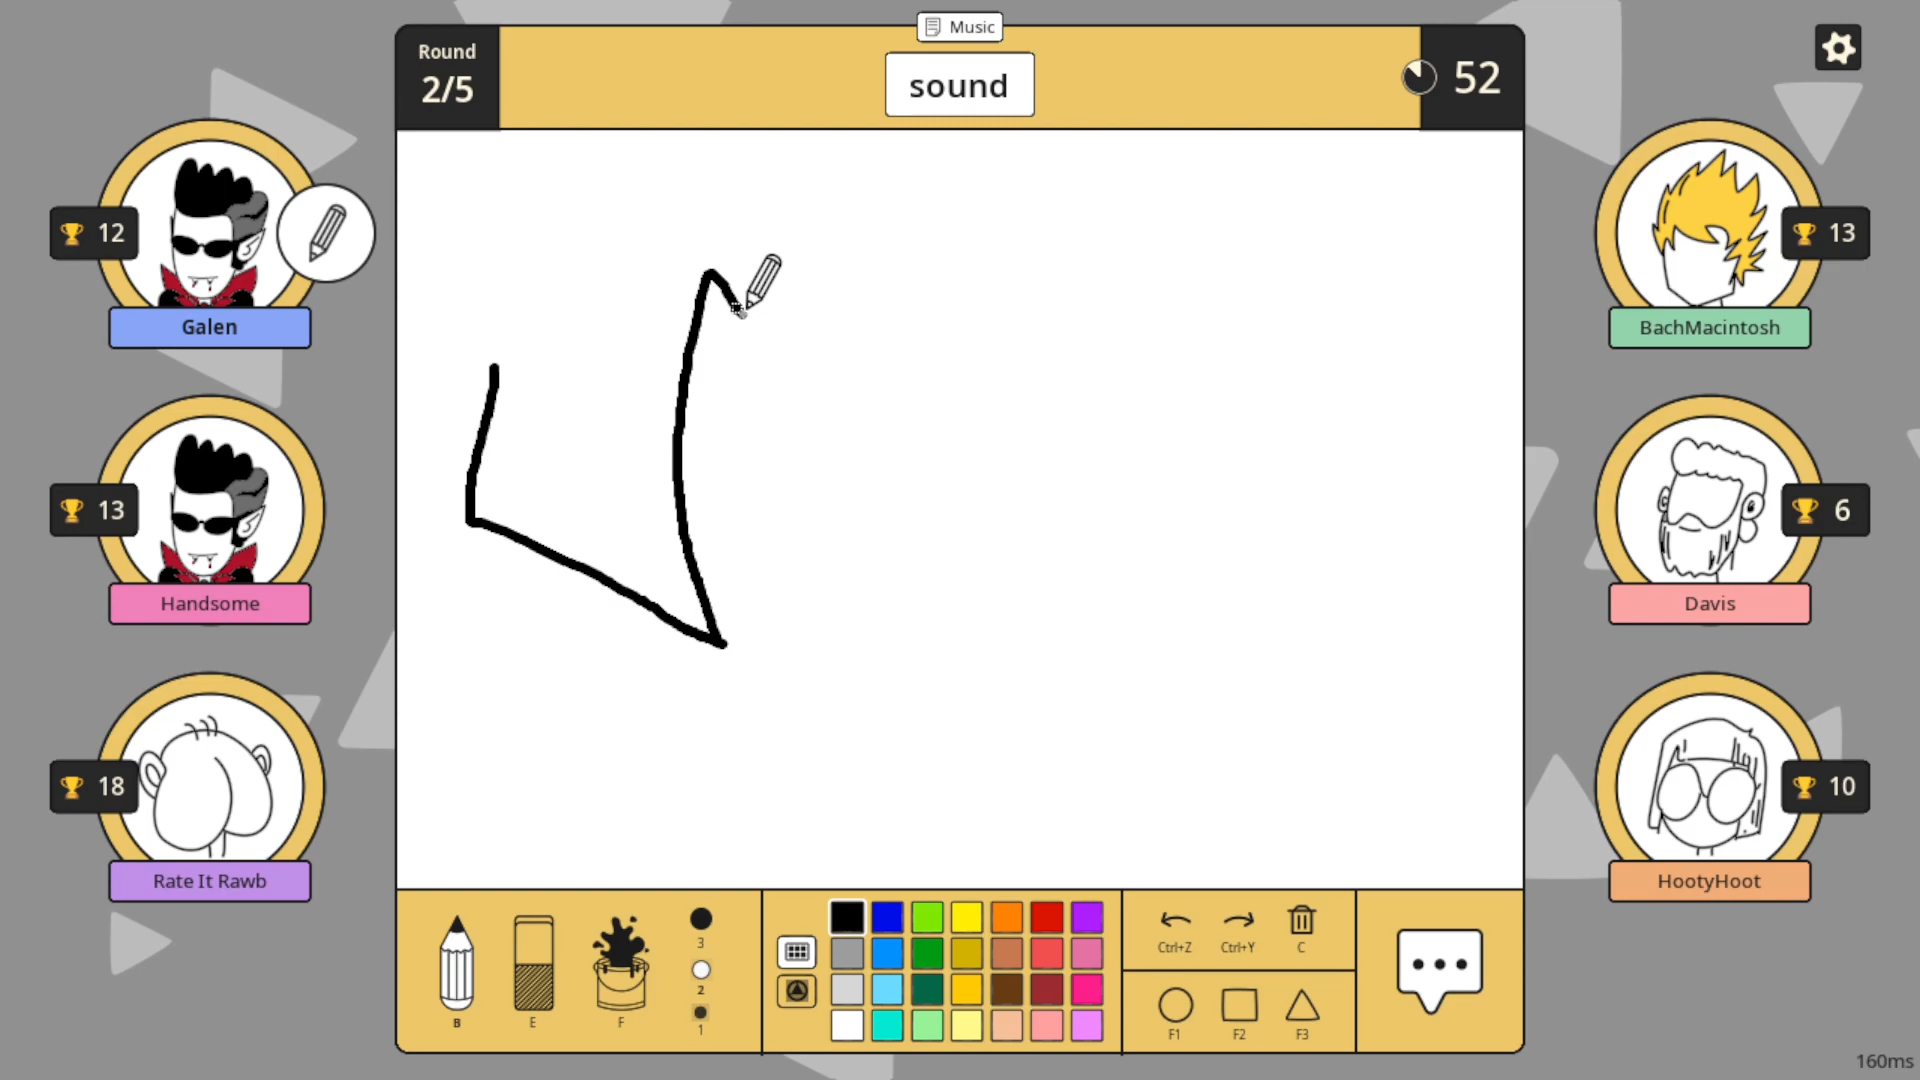 Music
Round
2/5
sound
52
12
Galen
13
BachMacintosh
13
Handsome
6
Davis
18
Rate It Rawb
10
HootyHoot
B
E
F
3
2
1
Ctrl+Z
Ctrl+Y
C
F1
F2
F3
160ms